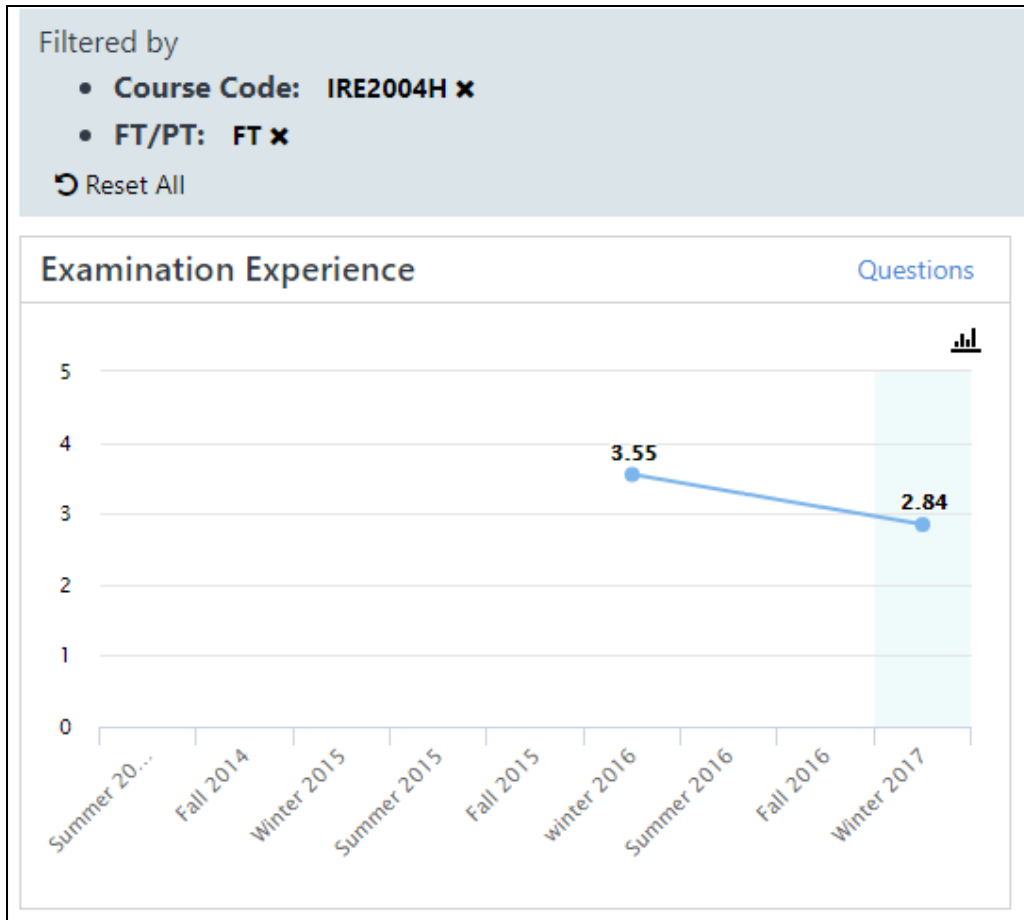 Filtered by
• Course Code: IRE2004H ✖
• FT/PT: FT ✖
Reset All
Examination Experience Questions
5
4
3.55
3
2.84
2
1
0
Summer 20...
Fall 2014
Winter 2015
Summer 2015
Fall 2015
winter 2016
Summer 2016
Fall 2016
Winter 2017